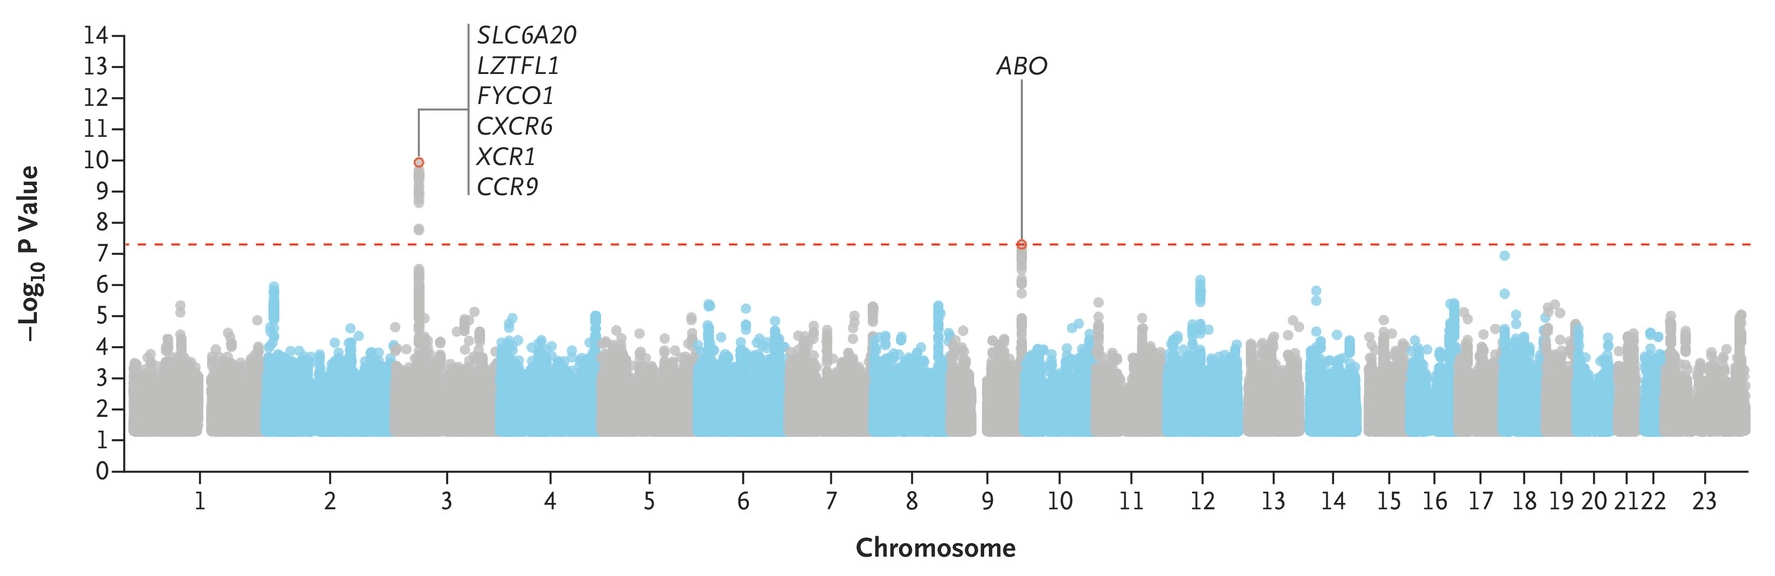 SLC6A20
LZTFL1
FYCO1
CXCR6
XCR1
CCR9
ABO
14
13
12
11
10
9
8
7
6
5
4
3
2
1
0
–Log10 P Value
1 2 3 4 5 6 7 8 9 10 11 12 13 14 15 16 17 18 19 20 21 22 23
Chromosome